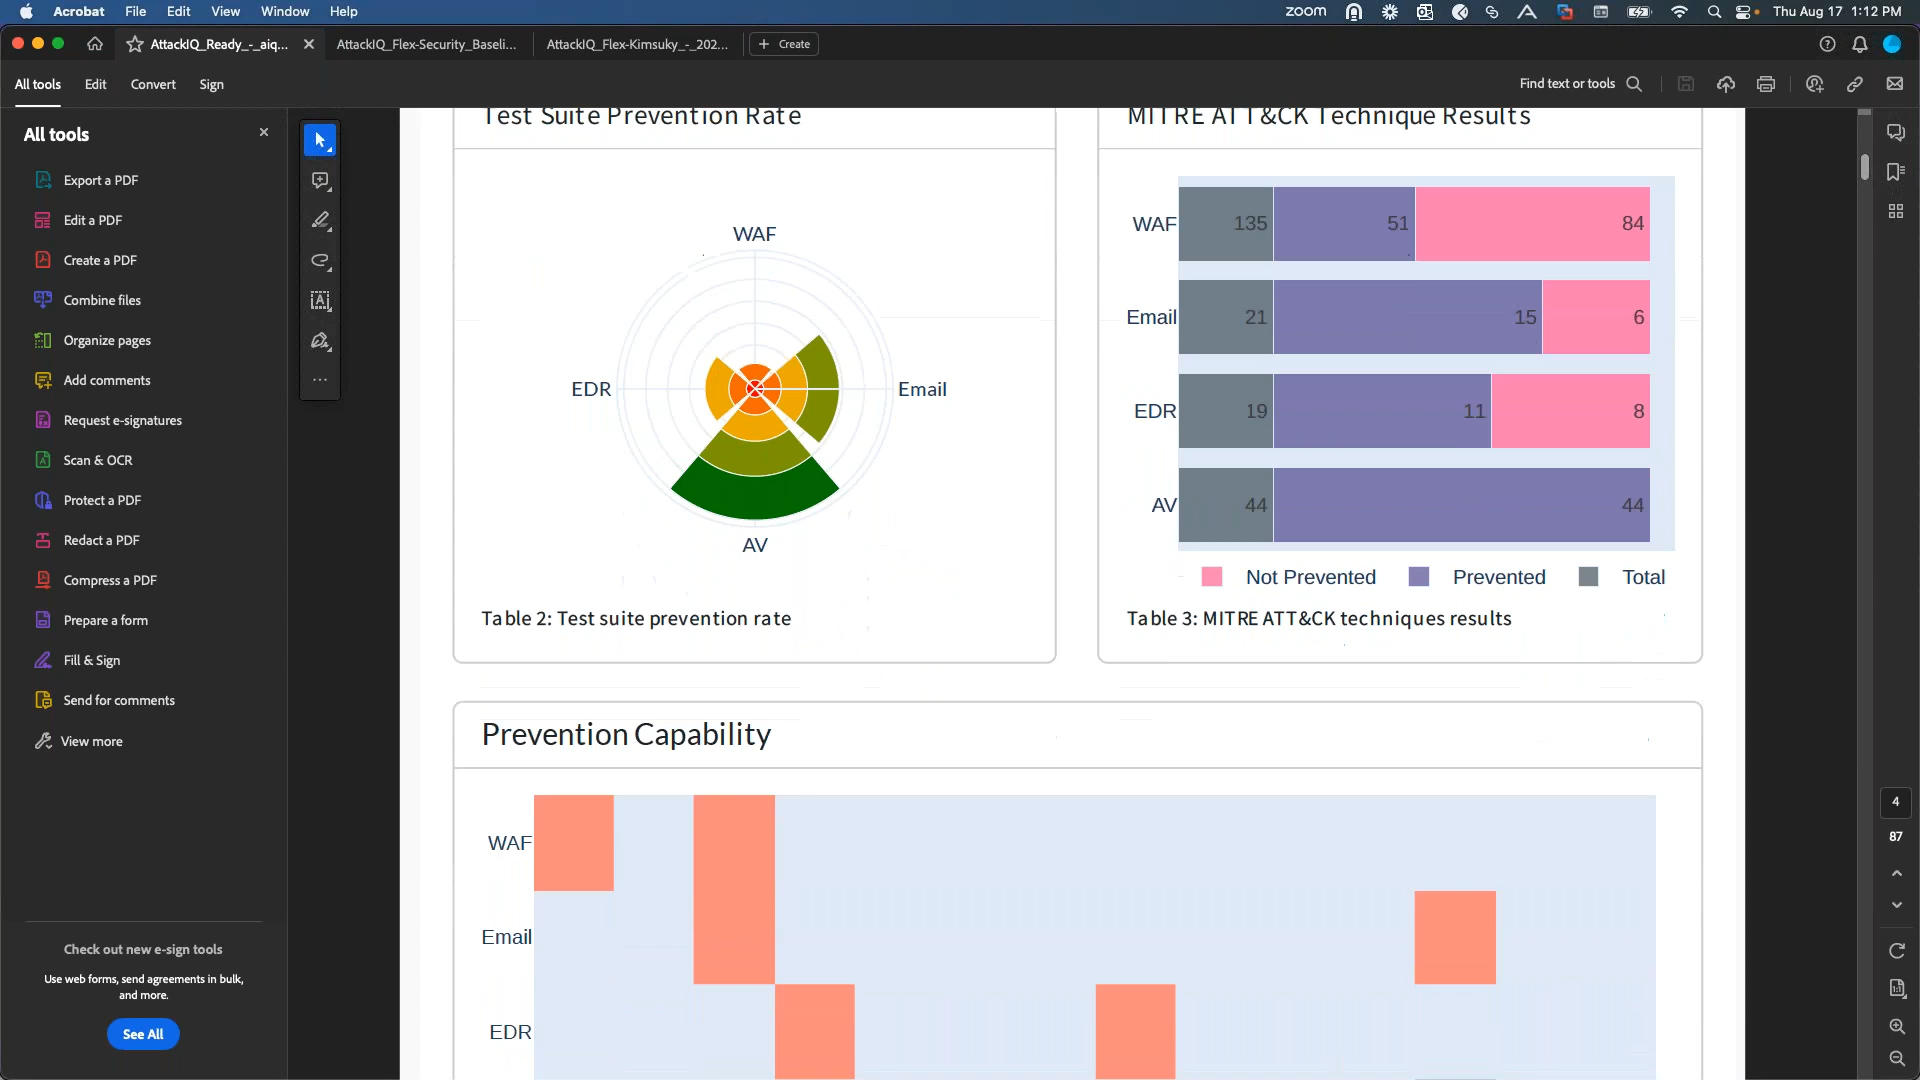 Acrobat File Edit View Window Help
zoom
Thu Aug 17 1:12 PM
AttackIQ_Ready_-_aiq...
AttackIQ_Flex-Security_Baseli...
AttackIQ_Flex-Kimsuky_-_202...
+ Create
All tools Edit Convert Sign
Find text or tools
All tools
Export a PDF
Edit a PDF
Create a PDF
Combine files
Organize pages
Add comments
Request e-signatures
Scan & OCR
Protect a PDF
Redact a PDF
Compress a PDF
Prepare a form
Fill & Sign
Send for comments
View more
Check out new e-sign tools
Use web forms, send agreements in bulk,
and more.
See All
Test Suite Prevention Rate
WAF
EDR
Email
AV
Table 2: Test suite prevention rate
MITRE ATT&CK Technique Results
WAF 135 51 84
Email 21 15 6
EDR 19 11 8
AV 44 44
Not Prevented Prevented Total
Table 3: MITRE ATT&CK techniques results
Prevention Capability
WAF
Email
EDR
4
87